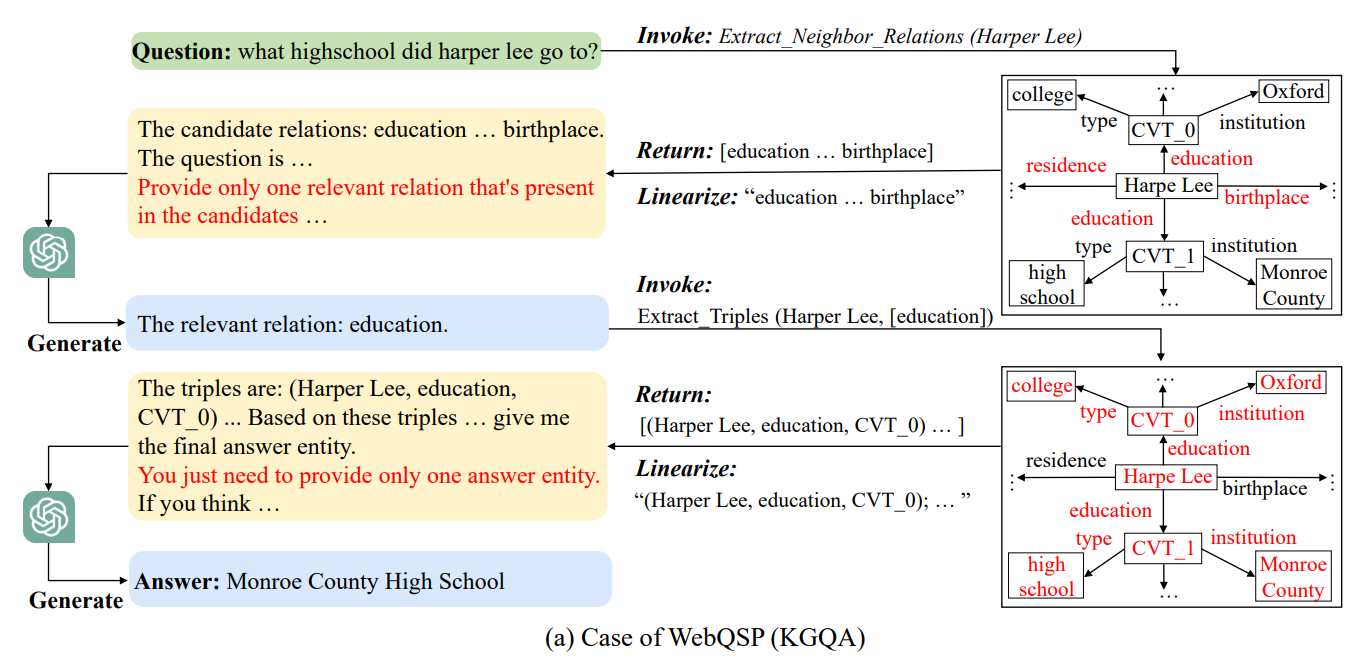 Question: what highschool did harper lee go to?
Invoke: Extract_Neighbor_Relations (Harper Lee)
The candidate relations: education … birthplace.
The question is …
Provide only one relevant relation that's present
in the candidates …
Return: [education … birthplace]
Linearize: “education … birthplace”
college
…
Oxford
type
CVT_0
institution
residence
education
Harpe Lee
birthplace
education
type
CVT_1
institution
high
school
…
Monroe
County
Generate
The relevant relation: education.
Invoke:
Extract_Triples (Harper Lee, [education])
The triples are: (Harper Lee, education,
CVT_0) ... Based on these triples … give me
the final answer entity.
You just need to provide only one answer entity.
If you think …
Return:
[(Harper Lee, education, CVT_0) … ]
Linearize:
“(Harper Lee, education, CVT_0); … ”
college
…
Oxford
type
CVT_0
institution
education
residence
Harpe Lee
birthplace
education
type
CVT_1
institution
high
school
…
Monroe
County
Generate
Answer: Monroe County High School
(a) Case of WebQSP (KGQA)